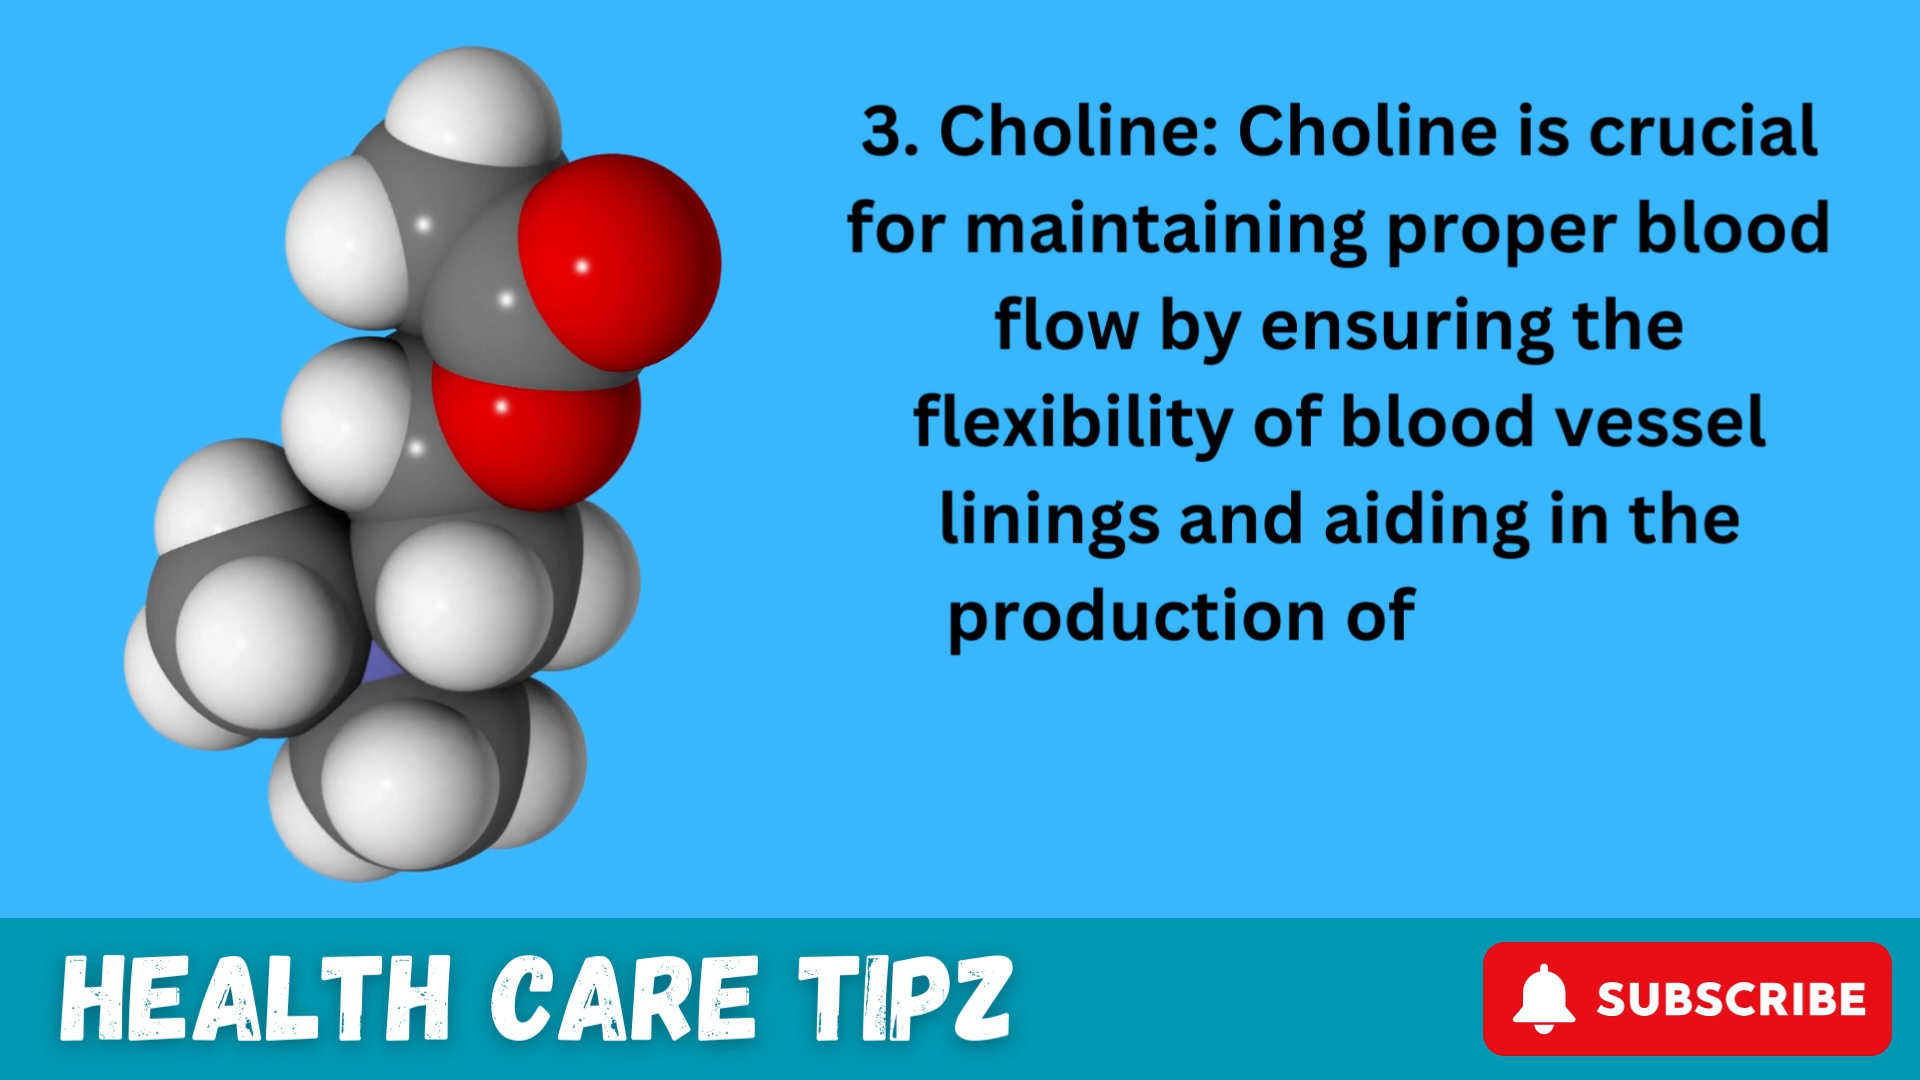 3. Choline: Choline is crucial
for maintaining proper blood
flow by ensuring the
flexibility of blood vessel
linings and aiding in the
production of
HEALTH CARE TIPZ
SUBSCRIBE